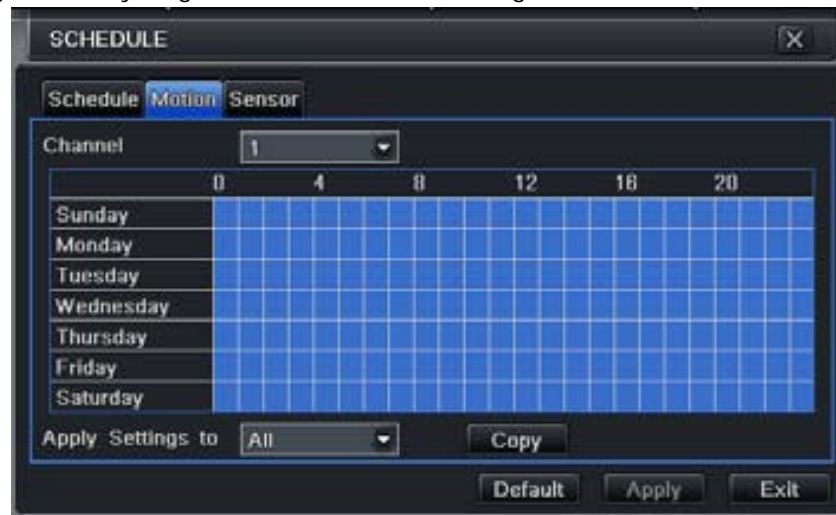 SCHEDULE X
Schedule Motion Sensor
Channel 1
0 4 8 12 16 20
Sunday
Monday
Tuesday
Wednesday
Thursday
Friday
Saturday
Apply Settings to All Copy
Default Apply Exit